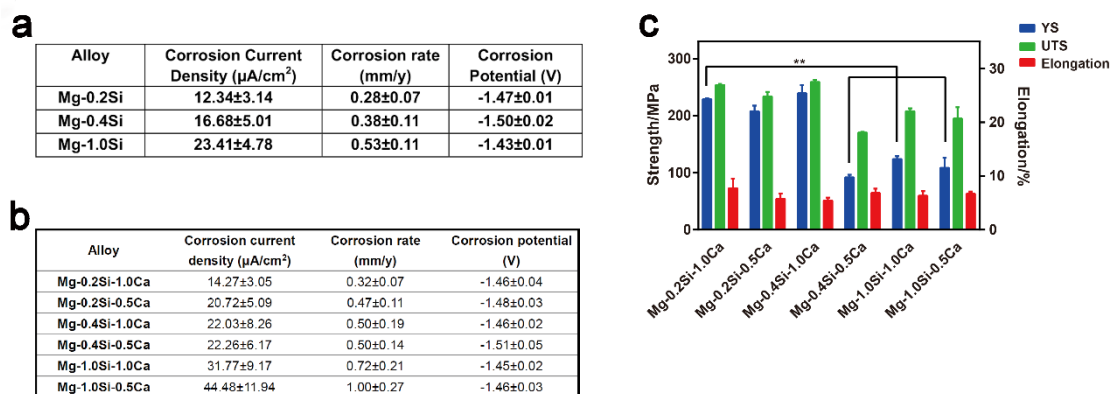 a
Alloy Corrosion Current Density (µA/cm²) Corrosion rate (mm/y) Corrosion Potential (V)
Mg-0.2Si 12.34±3.14 0.28±0.07 -1.47±0.01
Mg-0.4Si 16.68±5.01 0.38±0.11 -1.50±0.02
Mg-1.0Si 23.41±4.78 0.53±0.11 -1.43±0.01
b
Alloy Corrosion current density (µA/cm²) Corrosion rate (mm/y) Corrosion potential (V)
Mg-0.2Si-1.0Ca 14.27±3.05 0.32±0.07 -1.46±0.04
Mg-0.2Si-0.5Ca 20.72±5.09 0.47±0.11 -1.48±0.03
Mg-0.4Si-1.0Ca 22.03±8.26 0.50±0.19 -1.46±0.02
Mg-0.4Si-0.5Ca 22.26±6.17 0.50±0.14 -1.51±0.05
Mg-1.0Si-1.0Ca 31.77±9.17 0.72±0.21 -1.45±0.02
Mg-1.0Si-0.5Ca 44.48±11.94 1.00±0.27 -1.46±0.03
c
YS
UTS
Elongation
**
Strength/MPa
300
200
100
0
Elongation/%
30
20
10
0
Mg-0.2Si-1.0Ca
Mg-0.2Si-0.5Ca
Mg-0.4Si-1.0Ca
Mg-0.4Si-0.5Ca
Mg-1.0Si-1.0Ca
Mg-1.0Si-0.5Ca